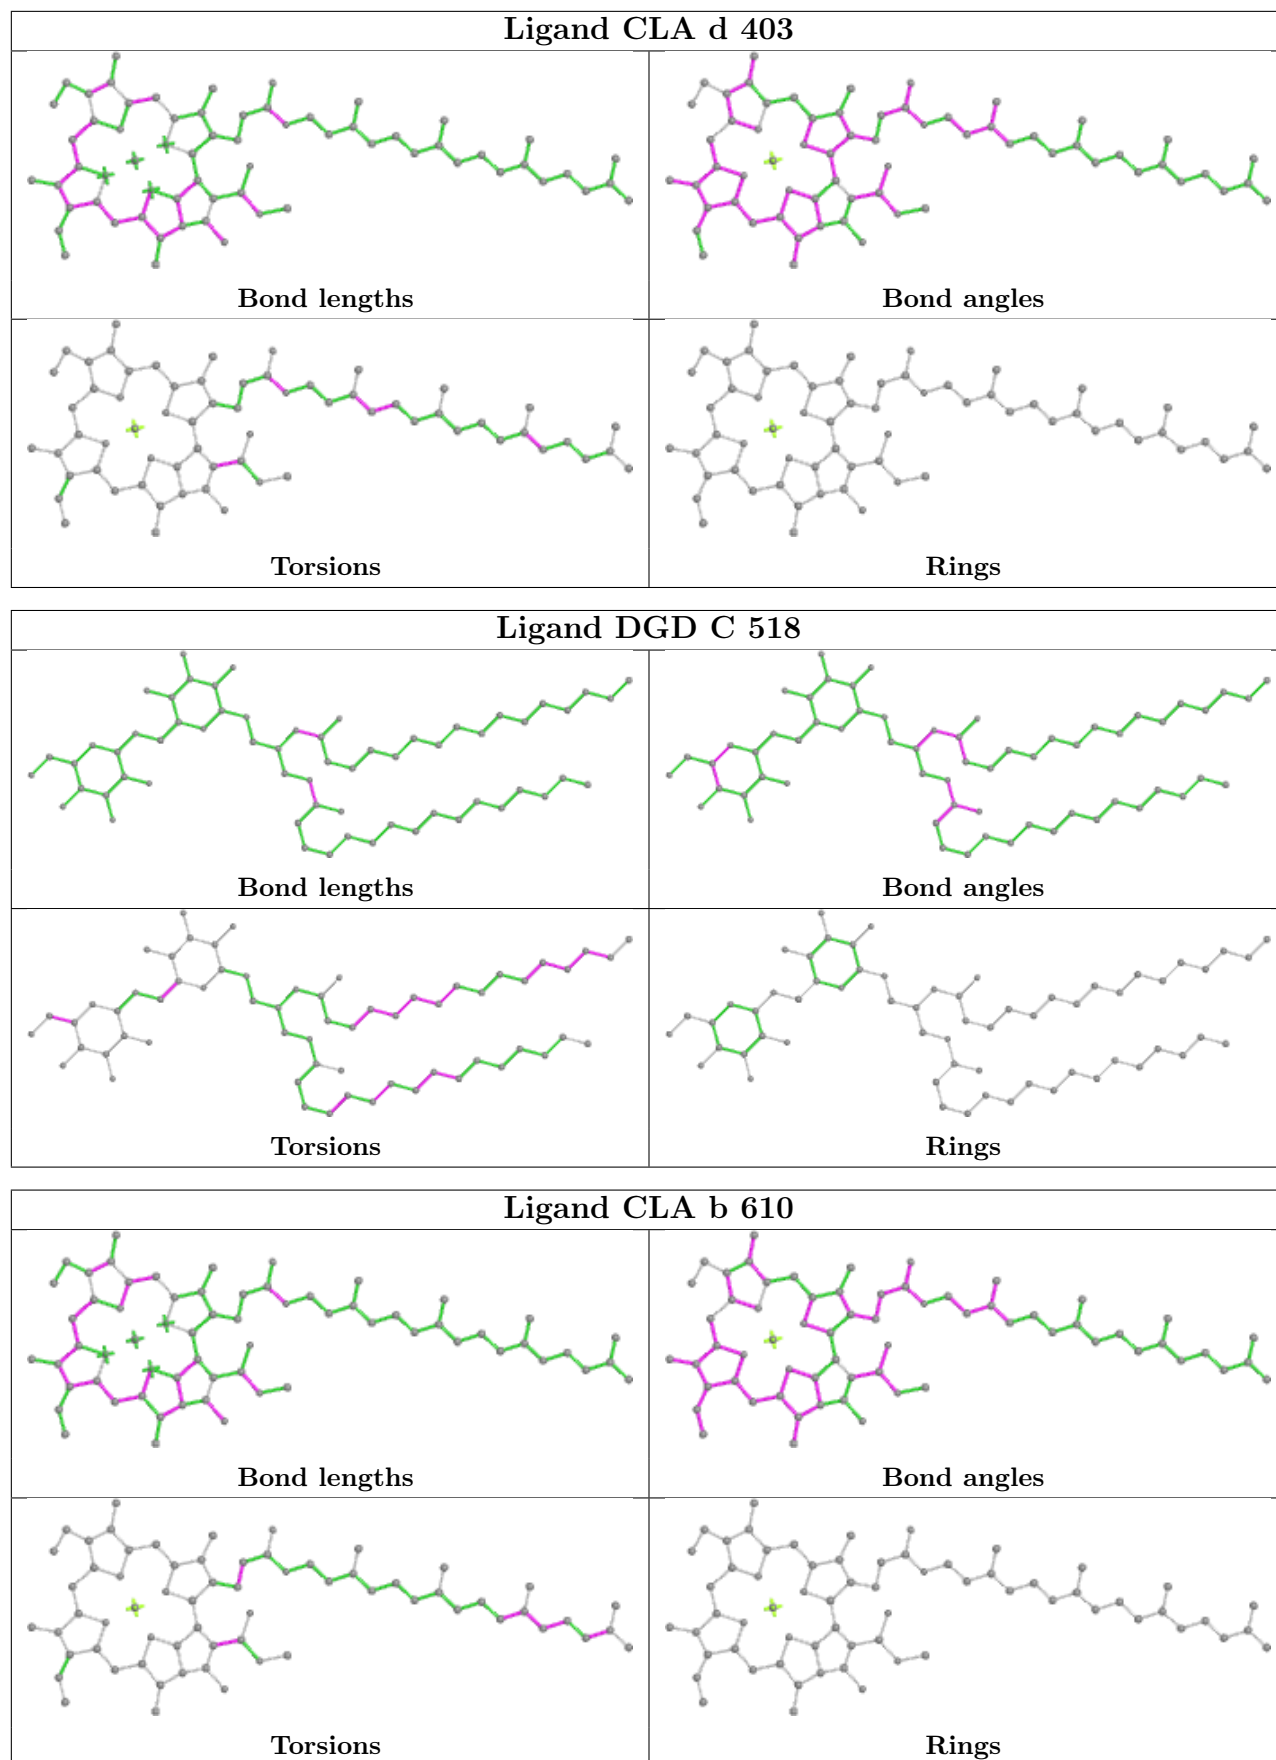 Ligand CLA d 403
Bond lengths
Bond angles
Torsions
Rings
Ligand DGD C 518
Bond lengths
Bond angles
Torsions
Rings
Ligand CLA b 610
Bond lengths
Bond angles
Torsions
Rings